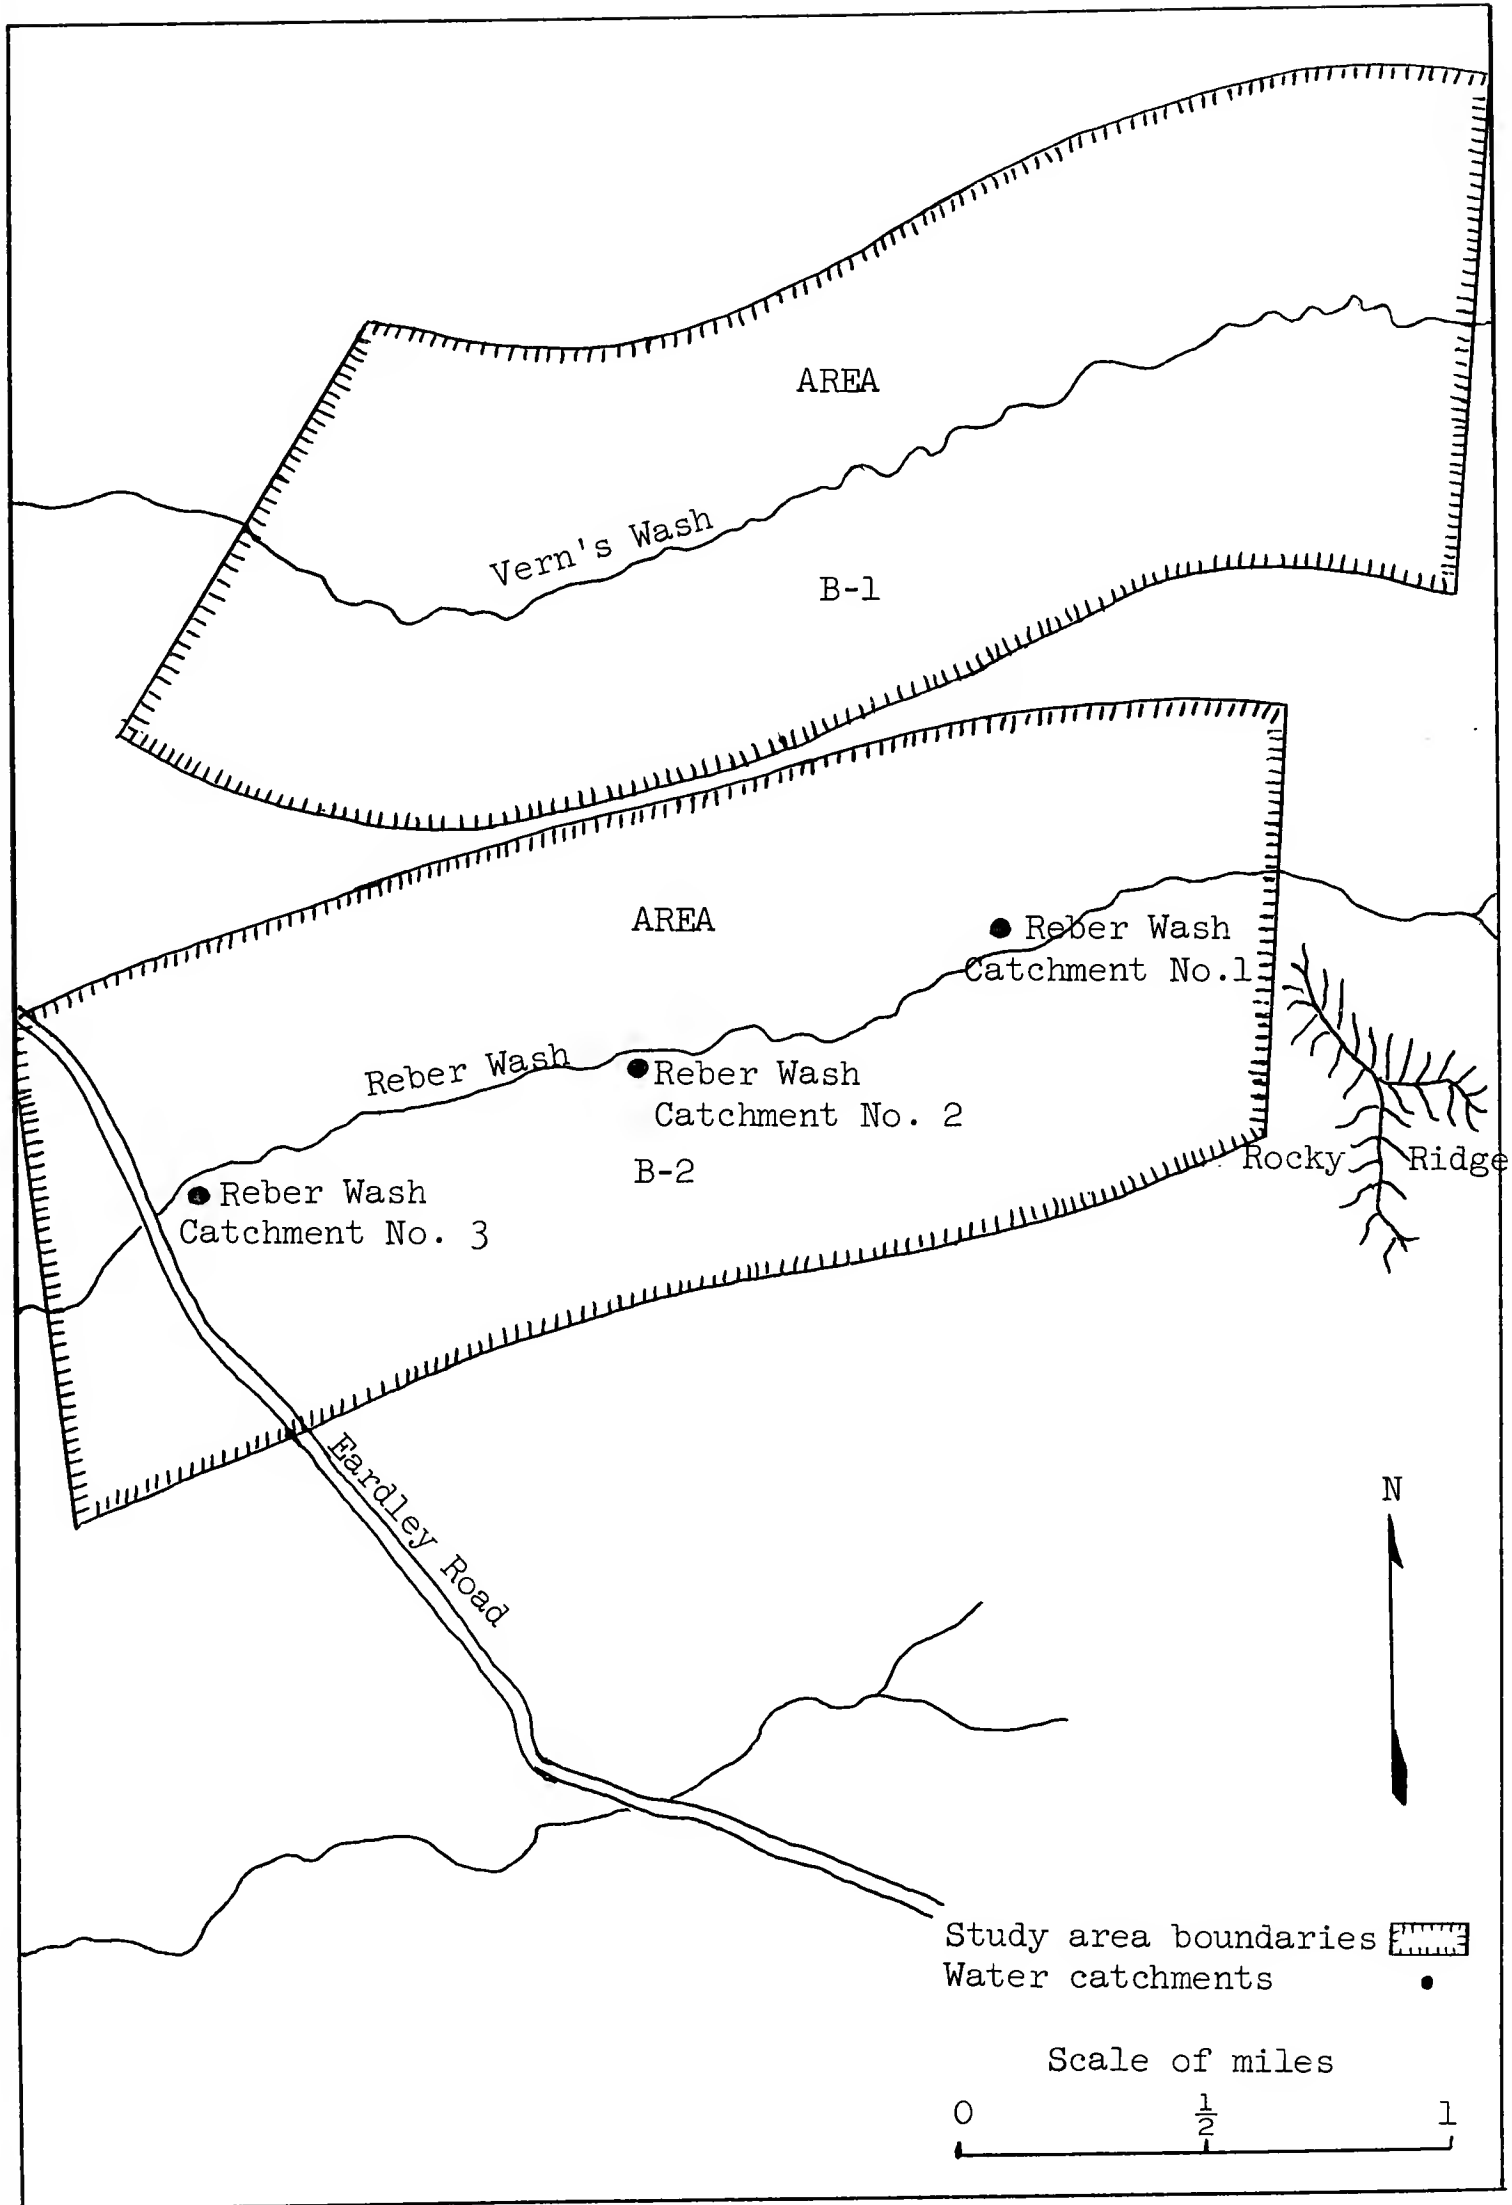 AREA
Vern's Wash
B-1
AREA
Reber Wash
Catchment No.1
Reber Wash
Reber Wash
Catchment No. 2
Rocky Ridge
B-2
Reber Wash
Catchment No. 3
Eardley Road
N
Study area boundaries
Water catchments
Scale of miles
0 1/2 1